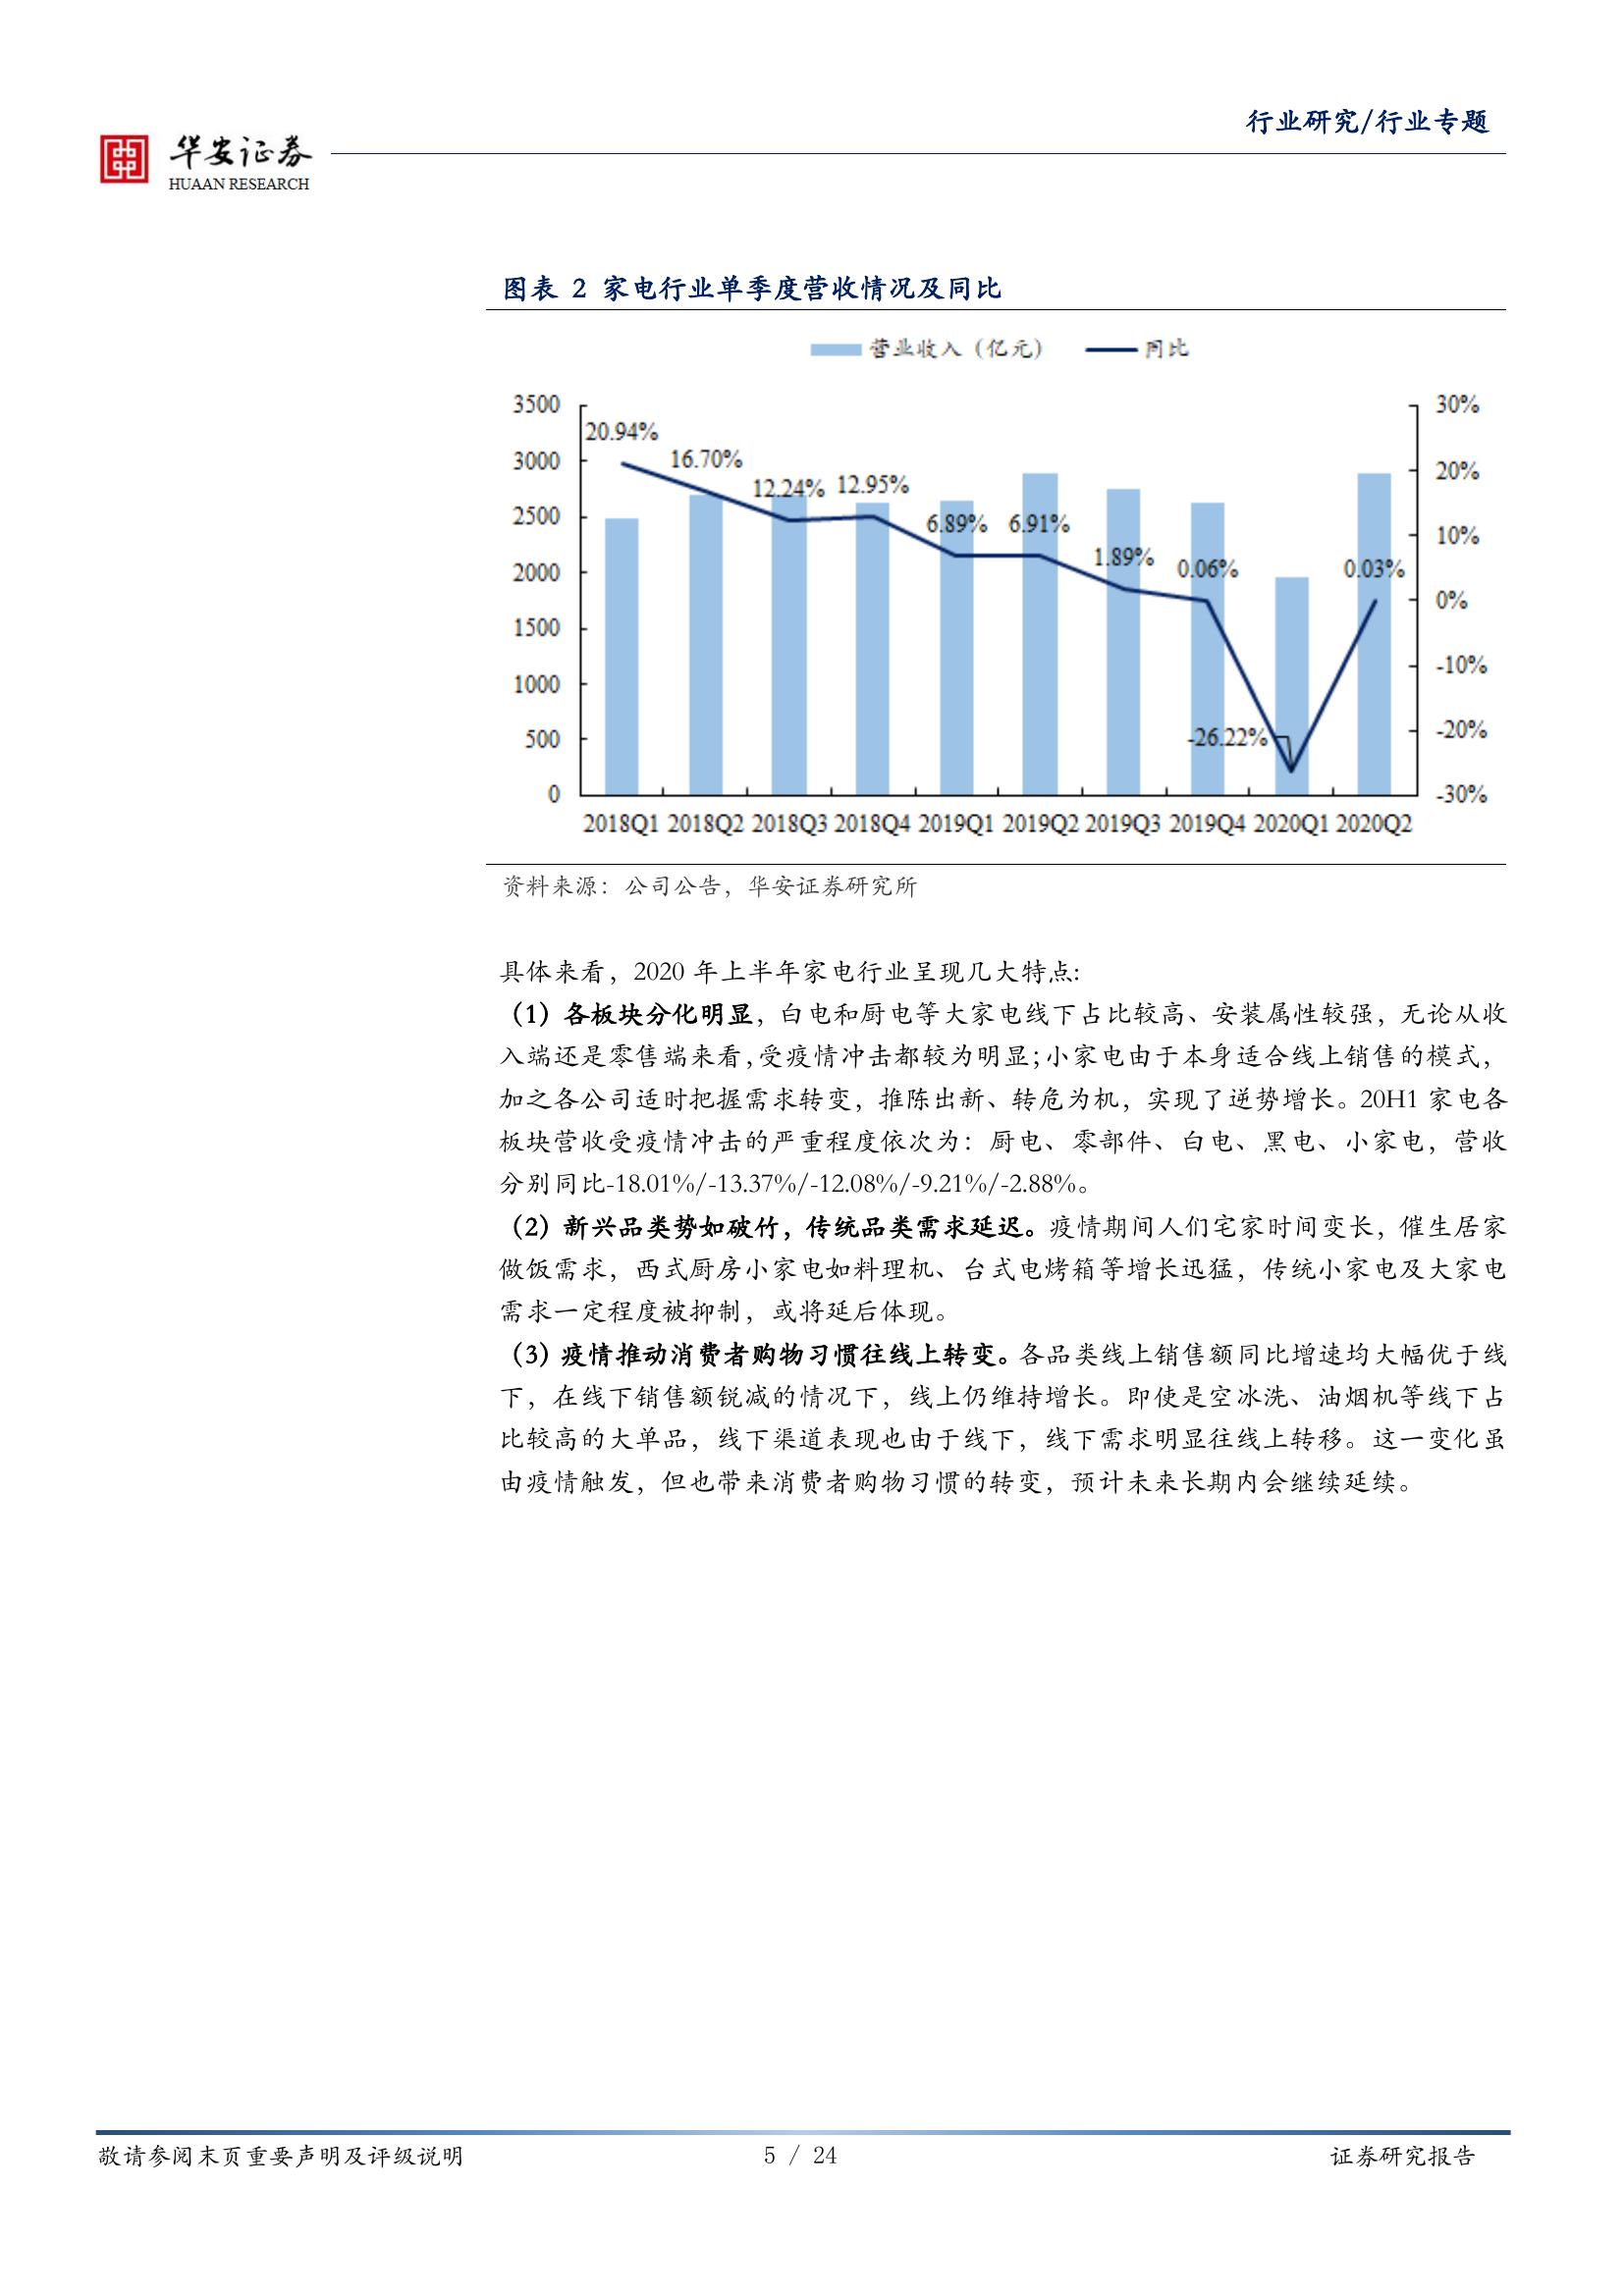 行业研究/行业专题
华安证券
HUAAN RESEARCH
图表 2 家电行业单季度营收情况及同比
营业收入（亿元） 同比
3500
3000
2500
2000
1500
1000
500
0
30%
20%
10%
0%
-10%
-20%
-30%
20.94%
16.70%
12.24%
12.95%
6.89%
6.91%
1.89%
0.06%
-26.22%
0.03%
2018Q1 2018Q2 2018Q3 2018Q4 2019Q1 2019Q2 2019Q3 2019Q4 2020Q1 2020Q2
资料来源：公司公告，华安证券研究所
具体来看，2020 年上半年家电行业呈现几大特点:
（1）各板块分化明显，白电和厨电等大家电线下占比较高、安装属性较强，无论从收
入端还是零售端来看,受疫情冲击都较为明显;小家电由于本身适合线上销售的模式，
加之各公司适时把握需求转变，推陈出新、转危为机，实现了逆势增长。20H1 家电各
板块营收受疫情冲击的严重程度依次为：厨电、零部件、白电、黑电、小家电，营收
分别同比-18.01%/-13.37%/-12.08%/-9.21%/-2.88%。
（2）新兴品类势如破竹，传统品类需求延迟。疫情期间人们宅家时间变长，催生居家
做饭需求，西式厨房小家电如料理机、台式电烤箱等增长迅猛，传统小家电及大家电
需求一定程度被抑制，或将延后体现。
（3）疫情推动消费者购物习惯往线上转变。各品类线上销售额同比增速均大幅优于线
下，在线下销售额锐减的情况下，线上仍维持增长。即使是空冰洗、油烟机等线下占
比较高的大单品，线下渠道表现也由于线下，线下需求明显往线上转移。这一变化虽
由疫情触发，但也带来消费者购物习惯的转变，预计未来长期内会继续延续。
敬请参阅末页重要声明及评级说明 5 / 24 证券研究报告